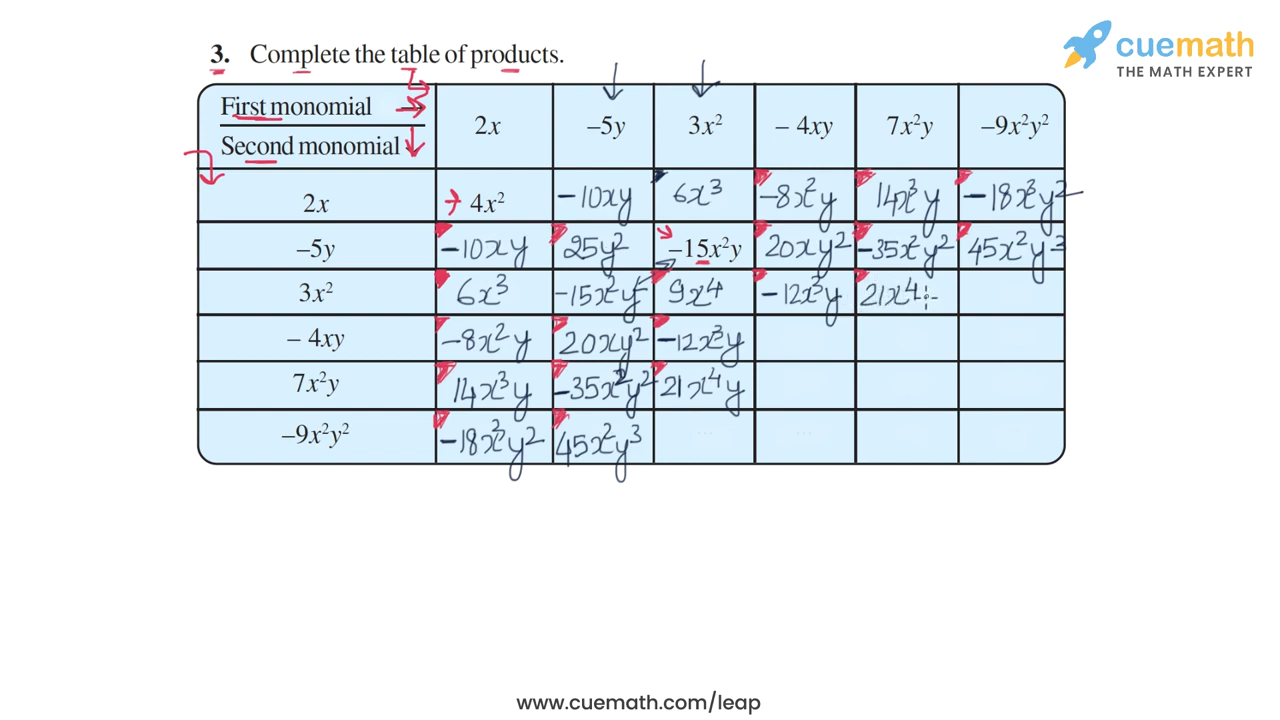 cuemath
THE MATH EXPERT
3. Complete the table of products.
First monomial → 2x –5y 3x² – 4xy 7x²y –9x²y²
Second monomial ↓
2x 4x² -10xy 6x³ -8x²y 14x³y -18x³y²
–5y -10xy 25y² –15x²y 20xy² -35x²y² 45x²y³
3x² 6x³ -15x²y 9x⁴ -12x³y 21x⁴
– 4xy -8x²y 20xy² -12x³y
7x²y 14x³y -35x²y² 21x⁴y
–9x²y² -18x³y² 45x²y³
www.cuemath.com/leap